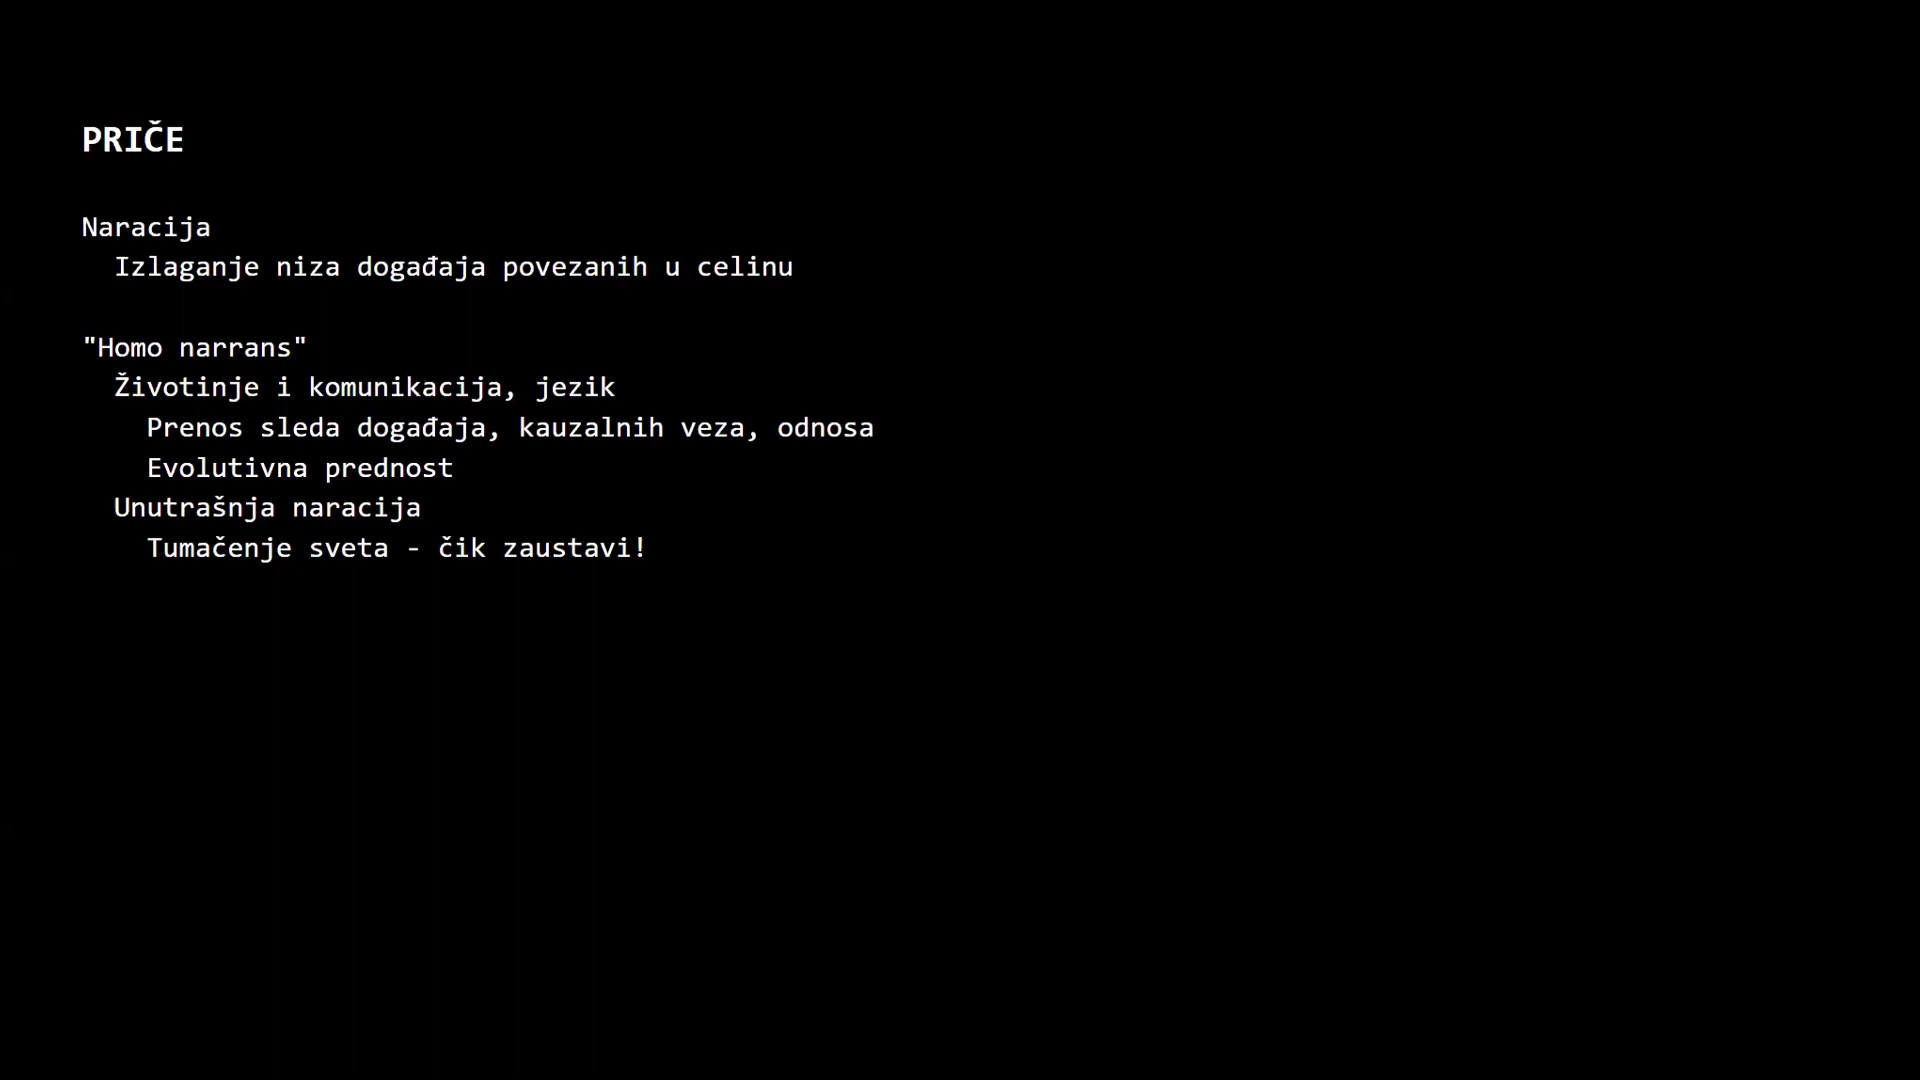 PRIČE
Naracija
Izlaganje niza događaja povezanih u celinu
"Homo narrans"
Životinje i komunikacija, jezik
Prenos sleda događaja, kauzalnih veza, odnosa
Evolutivna prednost
Unutrašnja naracija
Tumačenje sveta - čik zaustavi!